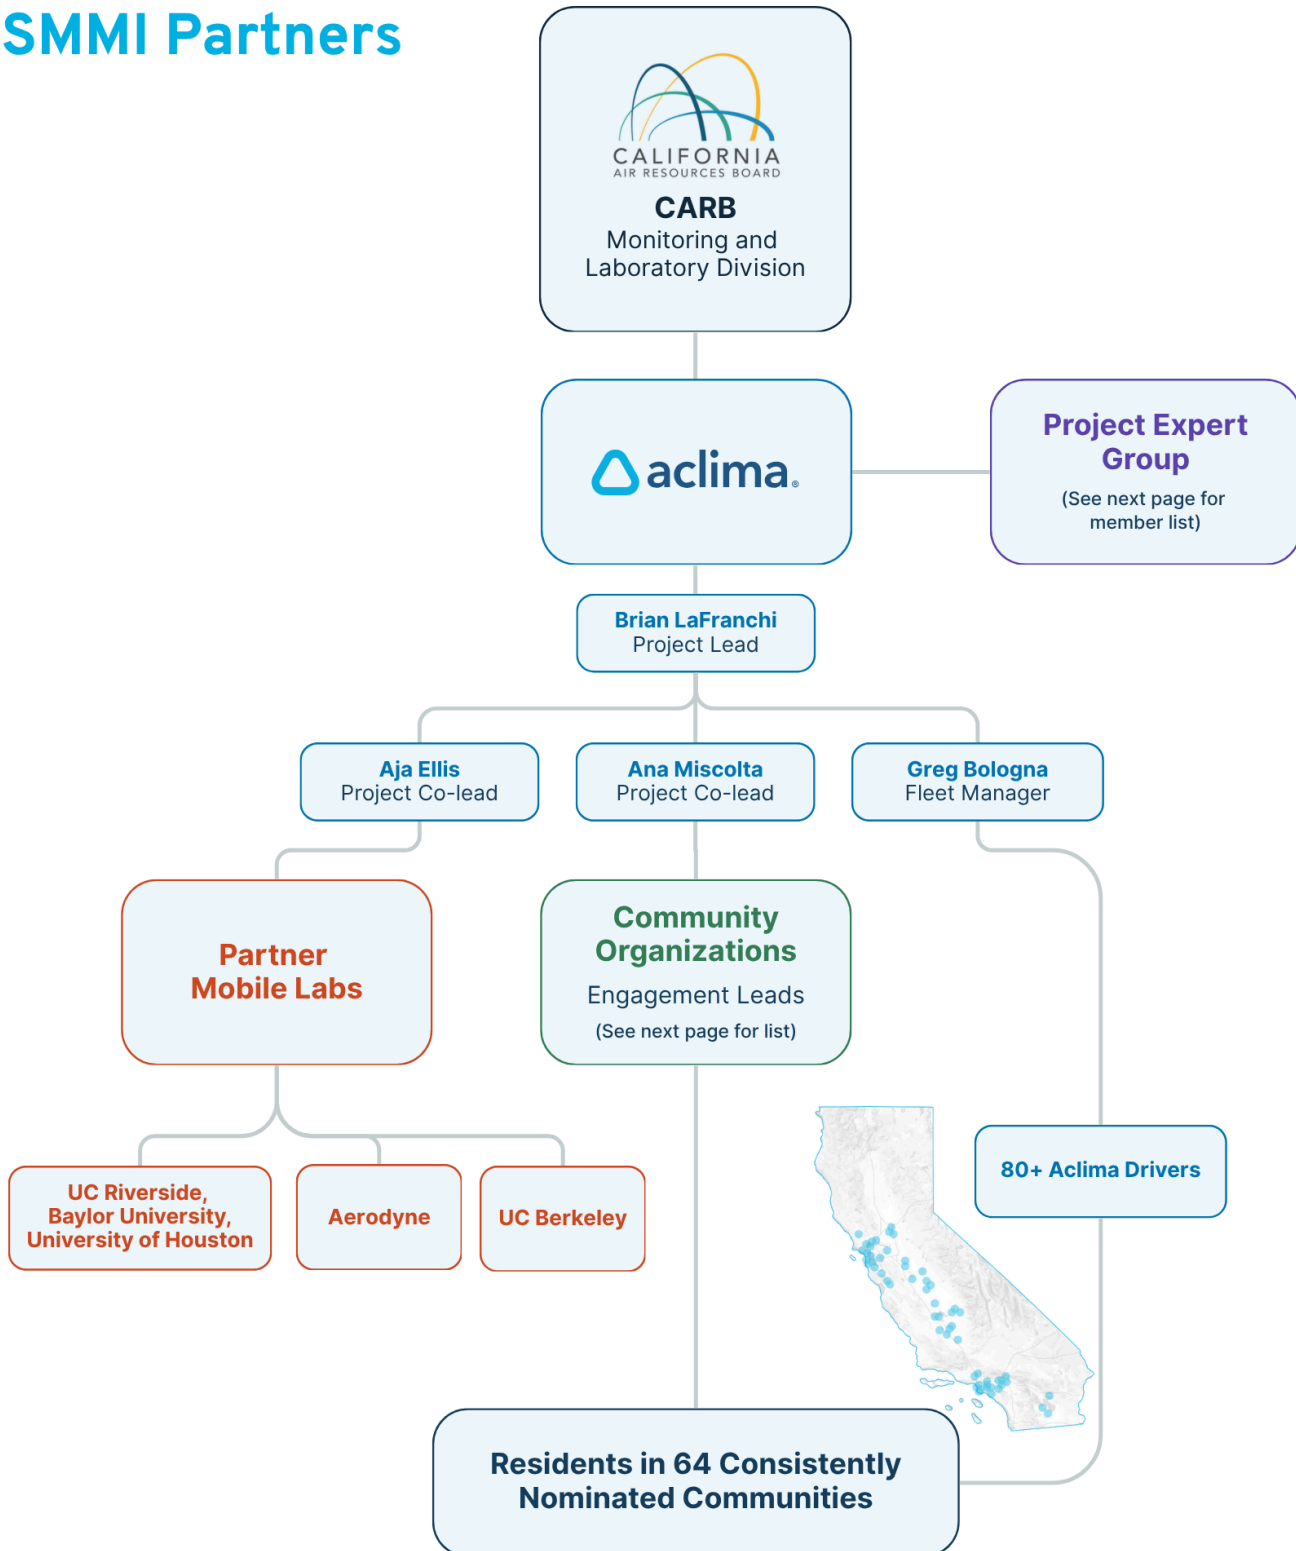 SMMI Partners
CALIFORNIA
AIR RESOURCES BOARD
CARB
Monitoring and
Laboratory Division
aclima®
Project Expert
Group
(See next page for
member list)
Brian LaFranchi
Project Lead
Aja Ellis
Project Co-lead
Ana Miscolta
Project Co-lead
Greg Bologna
Fleet Manager
Partner
Mobile Labs
Community
Organizations
Engagement Leads
(See next page for list)
UC Riverside,
Baylor University,
University of Houston
Aerodyne
UC Berkeley
80+ Aclima Drivers
Residents in 64 Consistently
Nominated Communities